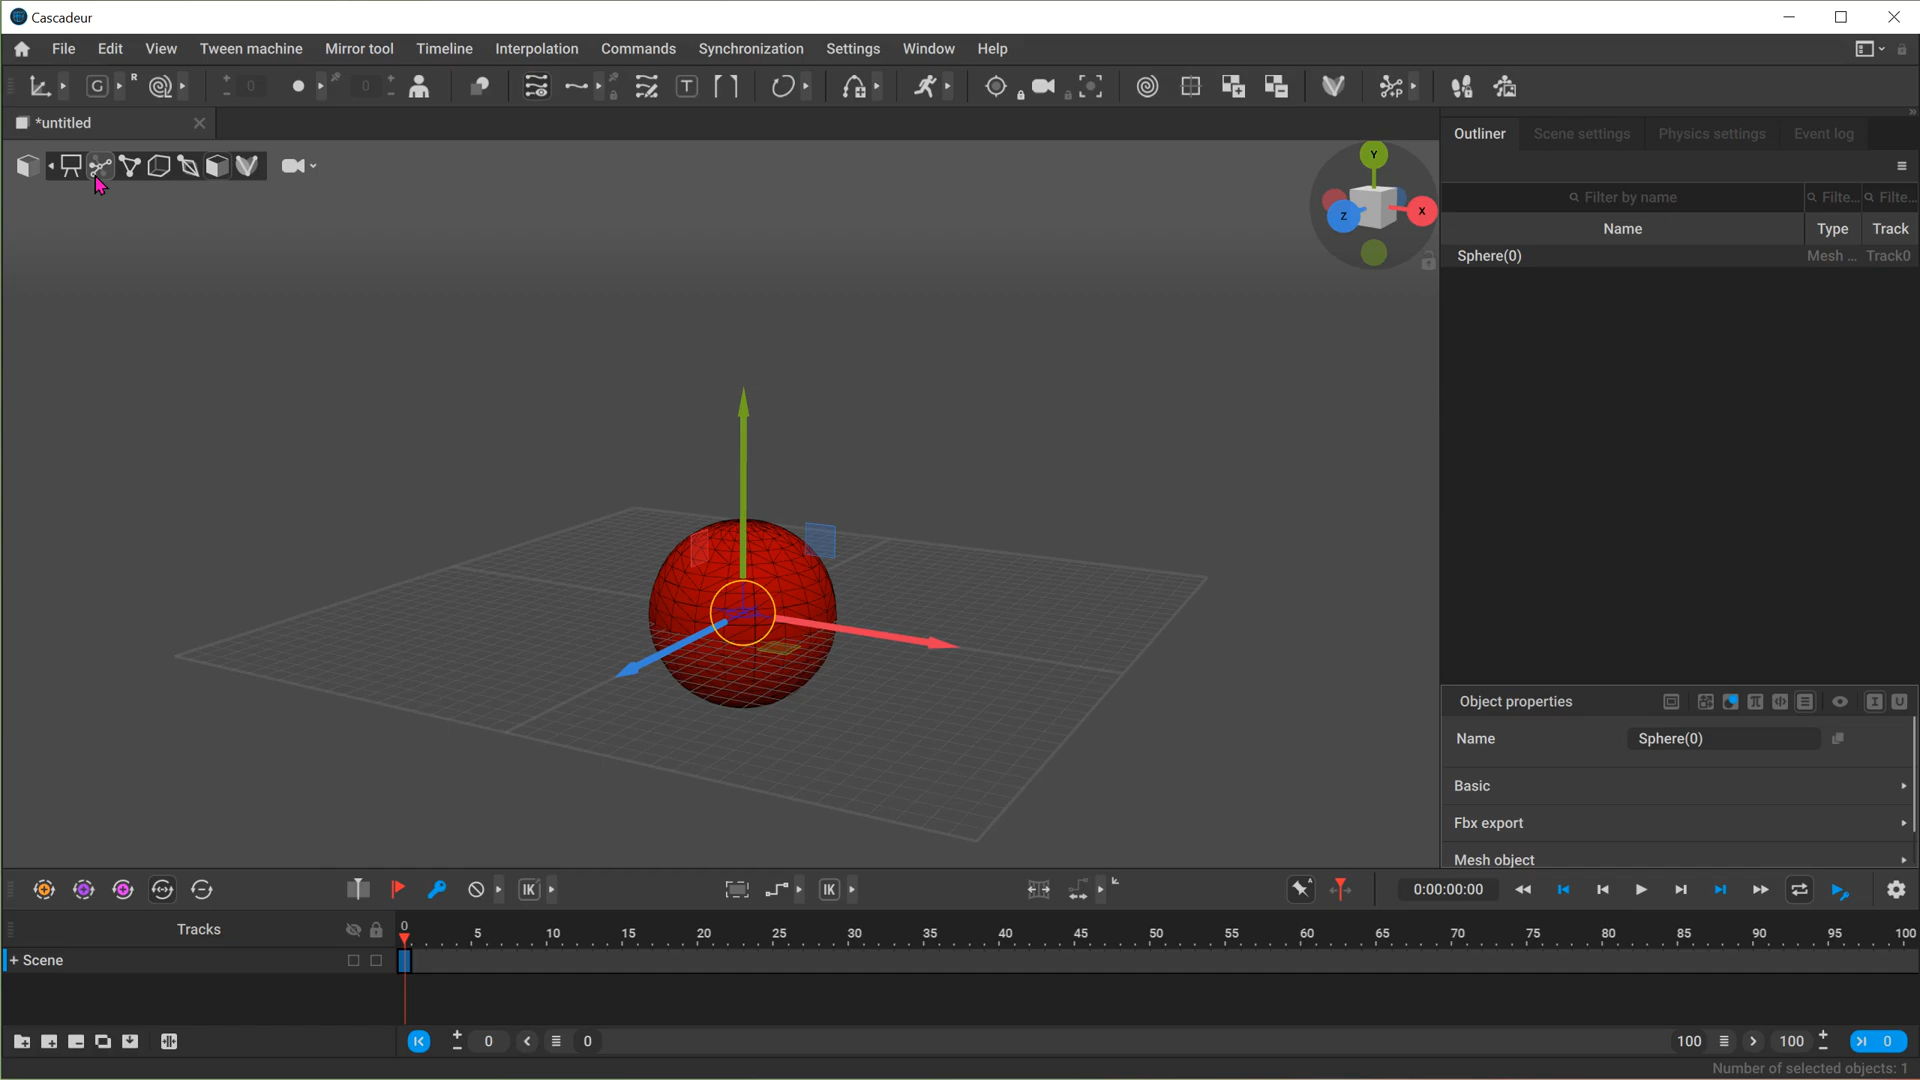 Cascadeur
File Edit View Tween machine Mirror tool Timeline Interpolation Commands Synchronization Settings Window Help
G R 0 0 T P
*untitled
Outliner Scene settings Physics settings Event log
Y
X
Z
Filter by name Filte... Filte...
Name Type Track
Sphere(0) Mesh ... Track0
Object properties
Name Sphere(0)
Basic
Fbx export
Mesh object
IK IK 0:00:00:00
Tracks 0 5 10 15 20 25 30 35 40 45 50 55 60 65 70 75 80 85 90 95 100
+ Scene
0 0 100 100 0
Number of selected objects: 1